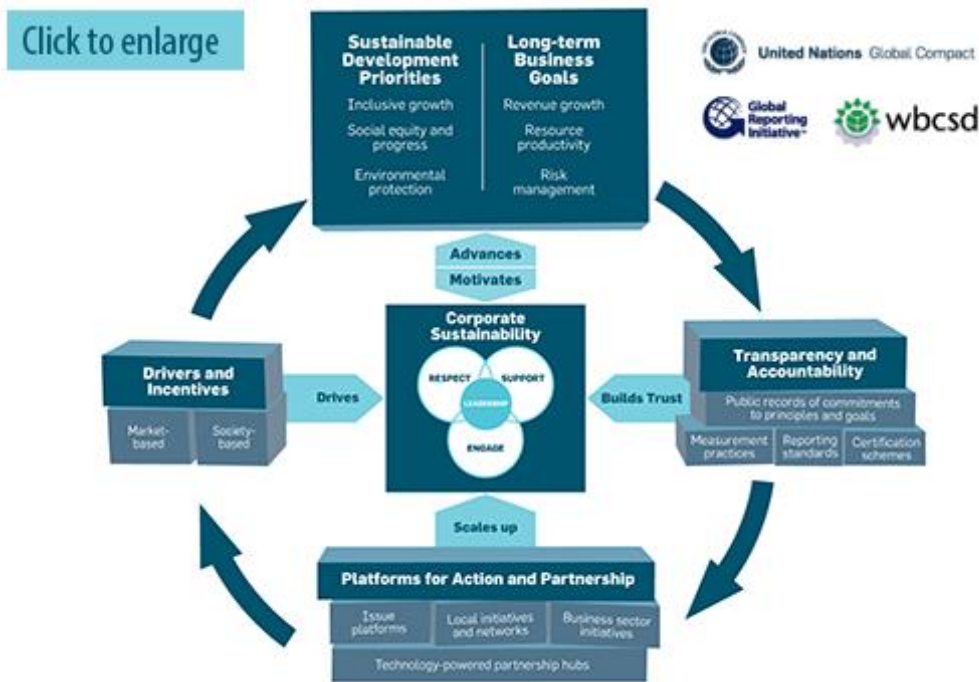 Click to enlarge
Sustainable
Development
Priorities
Inclusive growth
Social equity and
progress
Environmental
protection
Long-term
Business
Goals
Revenue growth
Resource
productivity
Risk
management
THE GLOBAL COMPACT
United Nations Global Compact
Global
Reporting
Initiative™
wbcsd
Advances
Motivates
Corporate
Sustainability
RESPECT
SUPPORT
LEADERSHIP
ENGAGE
Drivers and
Incentives
Market-
based
Society-
based
Drives
Builds Trust
Transparency and
Accountability
Public records of commitments
to principles and goals
Measurement
practices
Reporting
standards
Certification
schemes
Scales up
Platforms for Action and Partnership
Issue
platforms
Local initiatives
and networks
Business sector
initiatives
Technology-powered partnership hubs